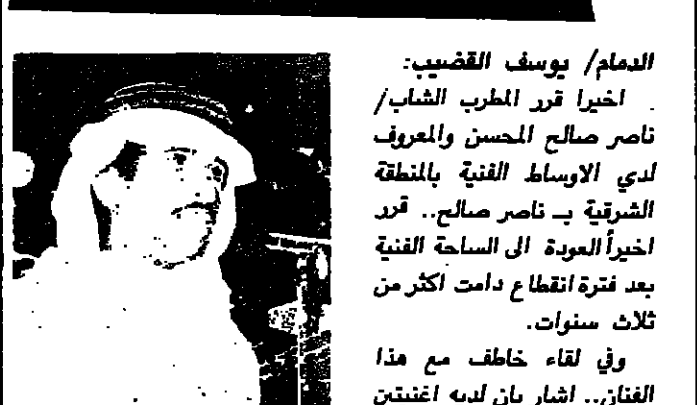 الدمام/ يوسف القضيب:
اخيرا قرر المطرب الشاب/
ناصر صالح المحسن والمعروف
لدي الاوساط الفنية بالمنطقة
الشرقية بـ ناصر صالح.. قرر
اخيراً العودة الى الساحة الفنية
بعد فترة انقطاع دامت اكثر من
ثلاث سنوات.
وفي لقاء خاطف مع هذا
الفنان.. اشار بان لديه اغنيتين